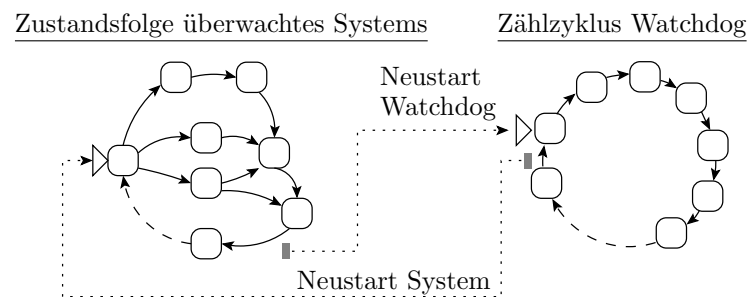 Zustandsfolge überwachtes Systems
Zählzyklus Watchdog
Neustart
Watchdog
Neustart System